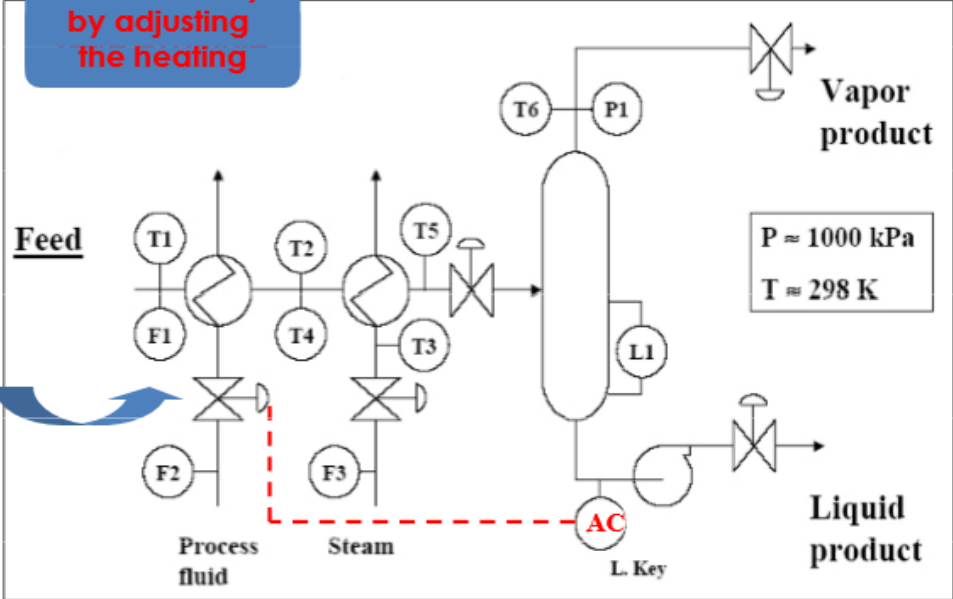 by adjusting
the heating
T6
P1
Vapor
product
Feed
T1
T2
T5
P ≈ 1000 kPa
T ≈ 298 K
F1
T4
T3
L1
F2
F3
AC
Process
fluid
Steam
L. Key
Liquid
product